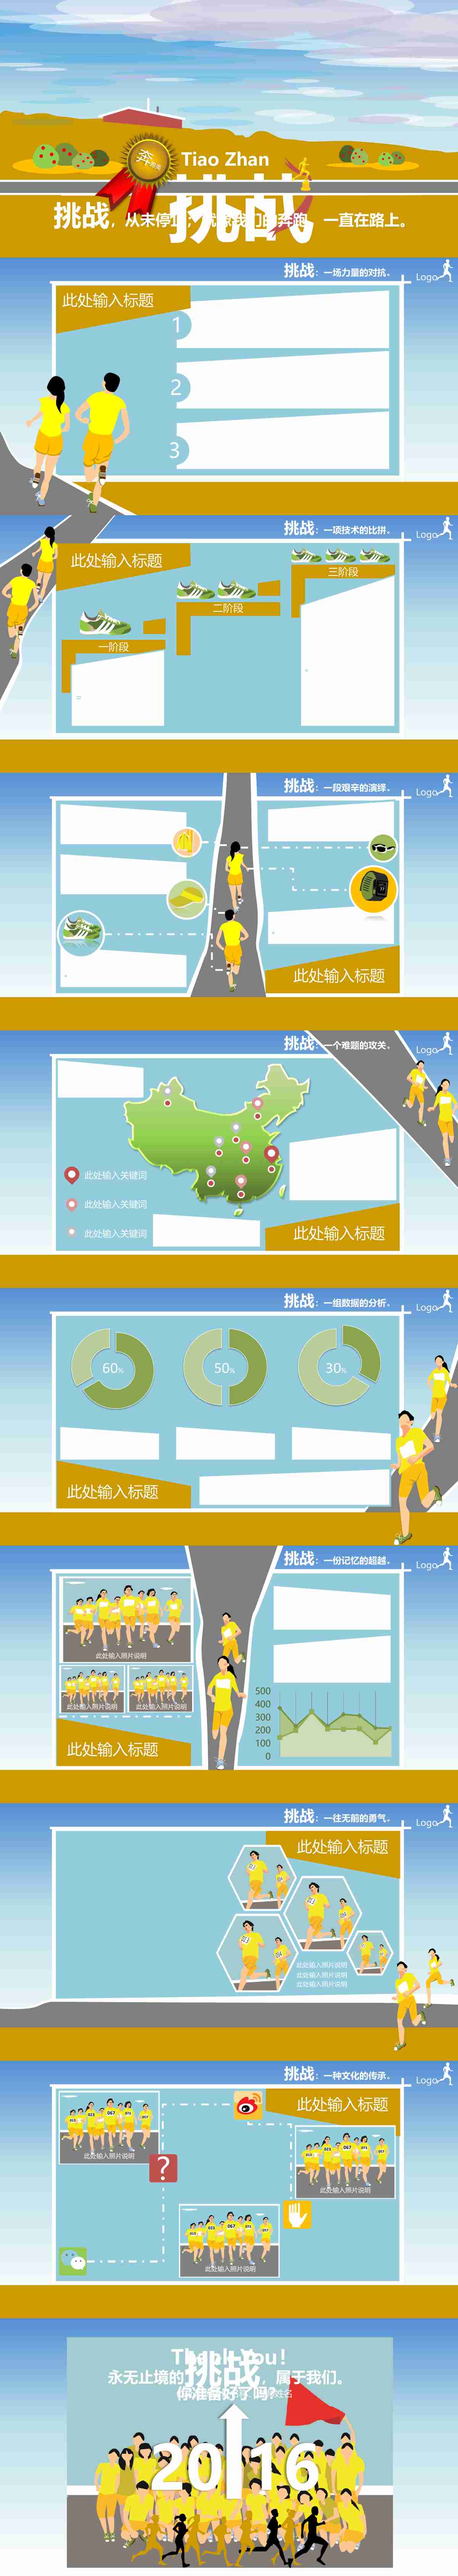 奔
Tiao Zhan
挑战
挑战，从未停止，就像我们的奔跑，一直在路上。
挑战：一场力量的对抗。
Logo
此处输入标题
1
2
3
挑战：一项技术的比拼。
Logo
此处输入标题
三阶段
二阶段
一阶段
挑战：一段艰辛的演绎。
Logo
此处输入标题
挑战：一个难题的攻关。
Logo
此处输入关键词
此处输入关键词
此处输入关键词
此处输入标题
挑战：一组数据的分析。
Logo
60%
50%
30%
此处输入标题
挑战：一份记忆的超越。
Logo
此处输入照片说明
此处输入照片说明
此处输入照片说明
500
400
300
200
100
0
此处输入标题
挑战：一往无前的勇气。
Logo
此处输入标题
此处输入照片说明
此处输入照片说明
此处输入照片说明
挑战：一种文化的传承。
Logo
此处输入标题
067
此处输入照片说明
?
067
此处输入照片说明
067
此处输入照片说明
Thank You!
永无止境的挑战，属于我们。
你准备好了吗?
姓名
2016